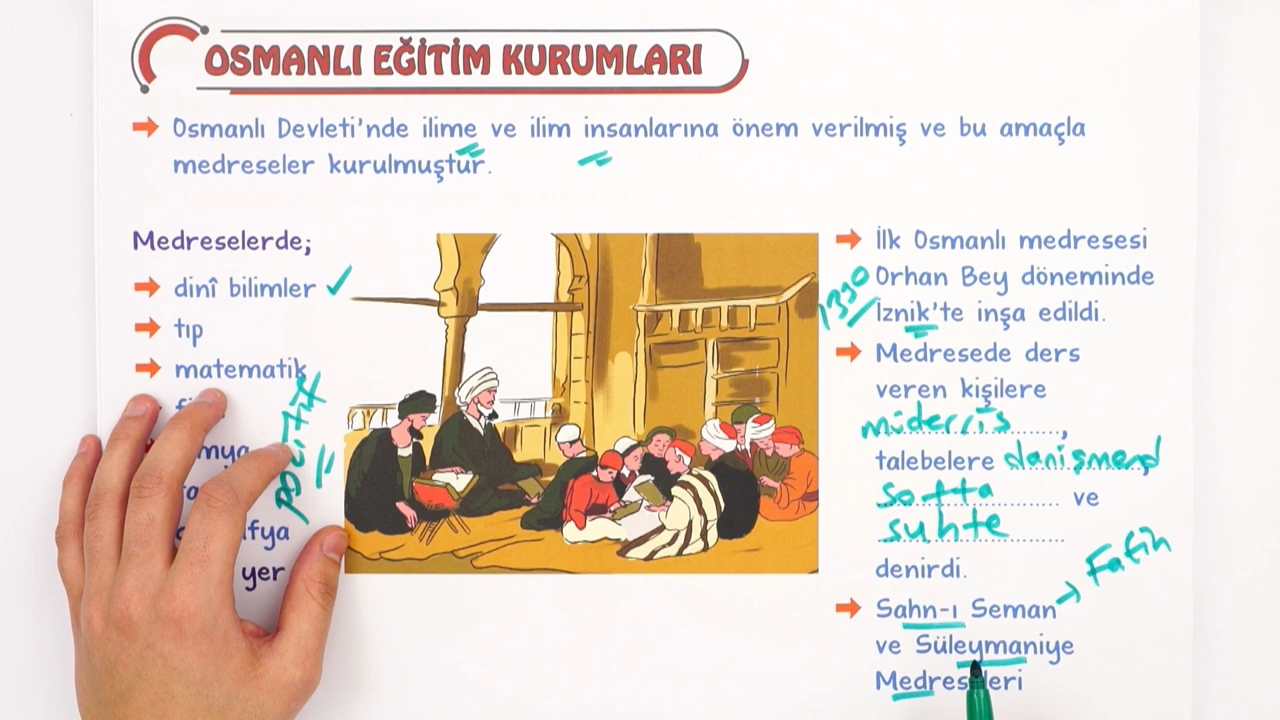 OSMANLI EĞİTİM KURUMLARI
Osmanlı Devleti'nde ilime ve ilim insanlarına önem verilmiş ve bu amaçla
medreseler kurulmuştur.
Medreselerde;
dinî bilimler
tıp
matematik
yer
pozitif
İlk Osmanlı medresesi
1330 Orhan Bey döneminde
İznik'te inşa edildi.
Medresede ders
veren kişilere
müderris,
talebelere danişmend,
softa ve
suhte
denirdi.
Sahn-ı Seman → Fatih
ve Süleymaniye